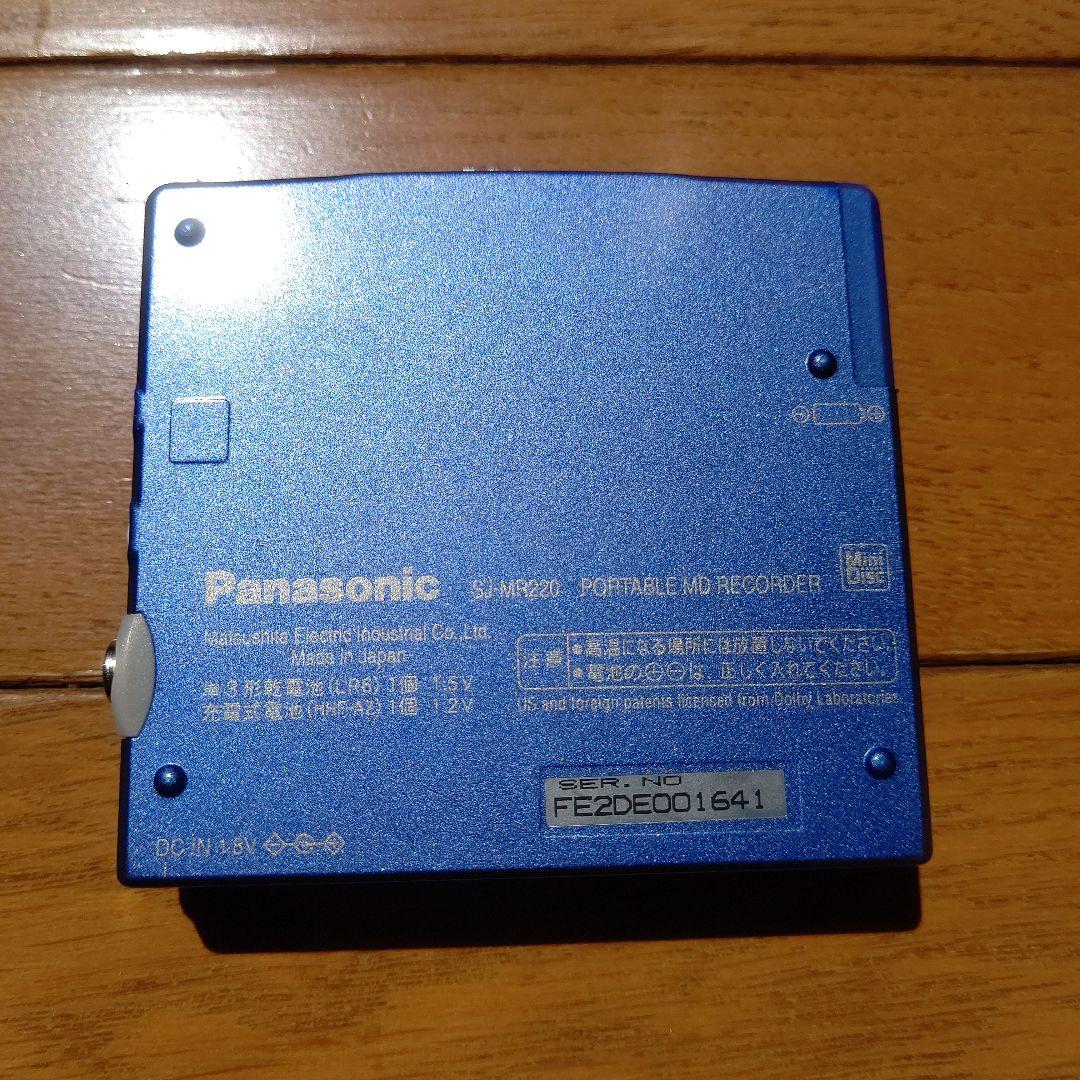 ⊖ ⊕
Mini
Disc
Panasonic SJ-MR220 PORTABLE MD RECORDER
Matsushita Electric Industrial Co.,Ltd.
Made in Japan
単3形乾電池(LR6)1個 1.5V
充電式電池(HHF-AZ)1個 1.2V
注意
●高温になる場所には放置しないでください。
●電池の⊕⊖は、正しく入れてください。
US and foreign patents licensed from Dolby Laboratories
SER. NO
FE2DE001641
DC IN 1.8V